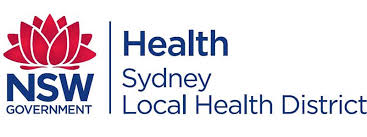 NSW
GOVERNMENT
Health
Sydney
Local Health District